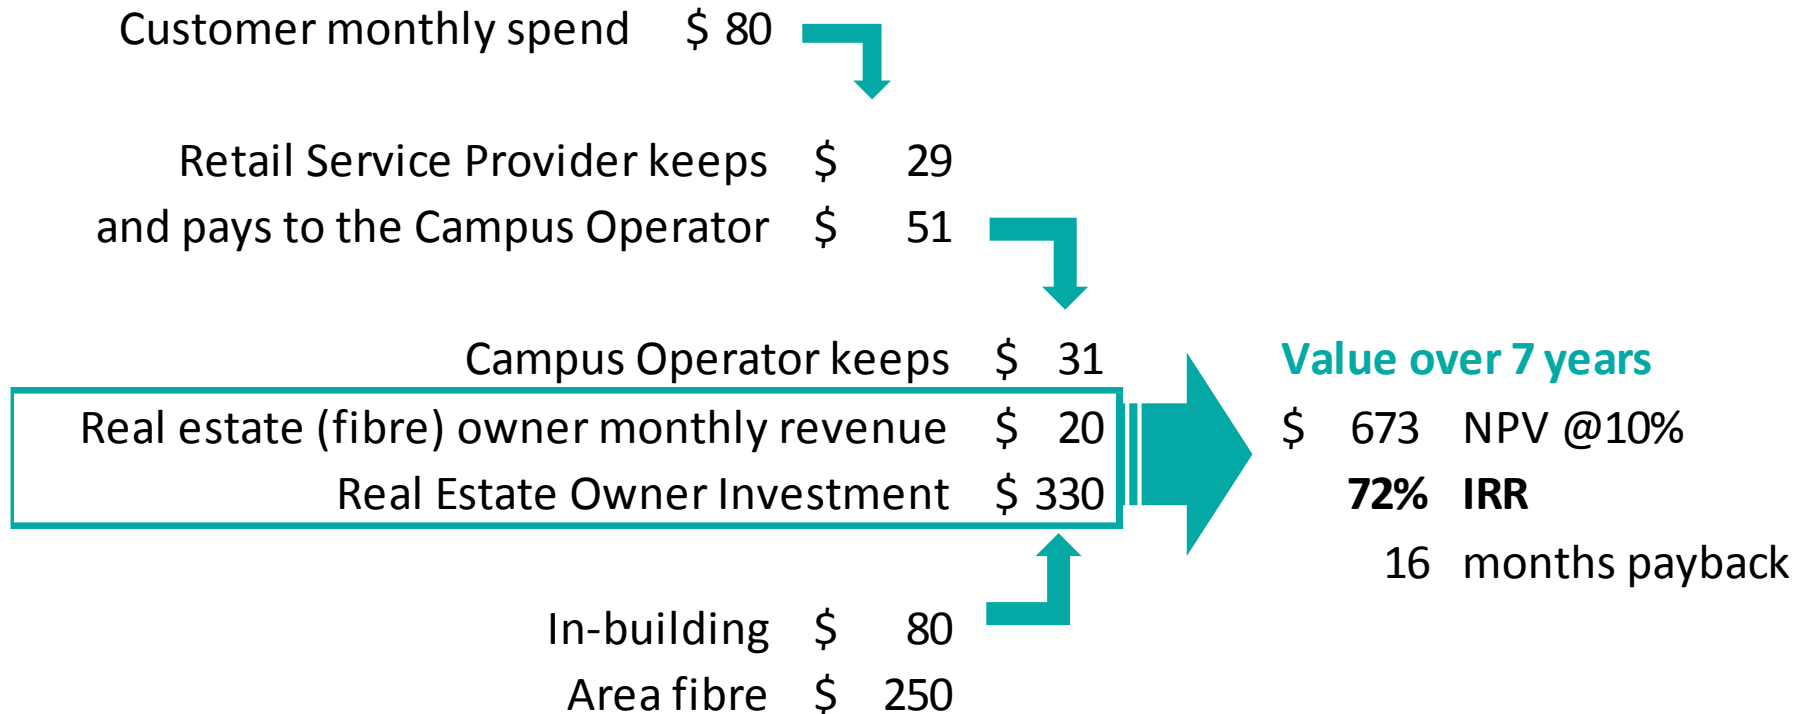 Customer monthly spend $ 80
Retail Service Provider keeps $ 29
and pays to the Campus Operator $ 51
Campus Operator keeps $ 31
Value over 7 years
Real estate (fibre) owner monthly revenue $ 20
$ 673 NPV @10%
Real Estate Owner Investment $ 330
72% IRR
16 months payback
In-building $ 80
Area fibre $ 250